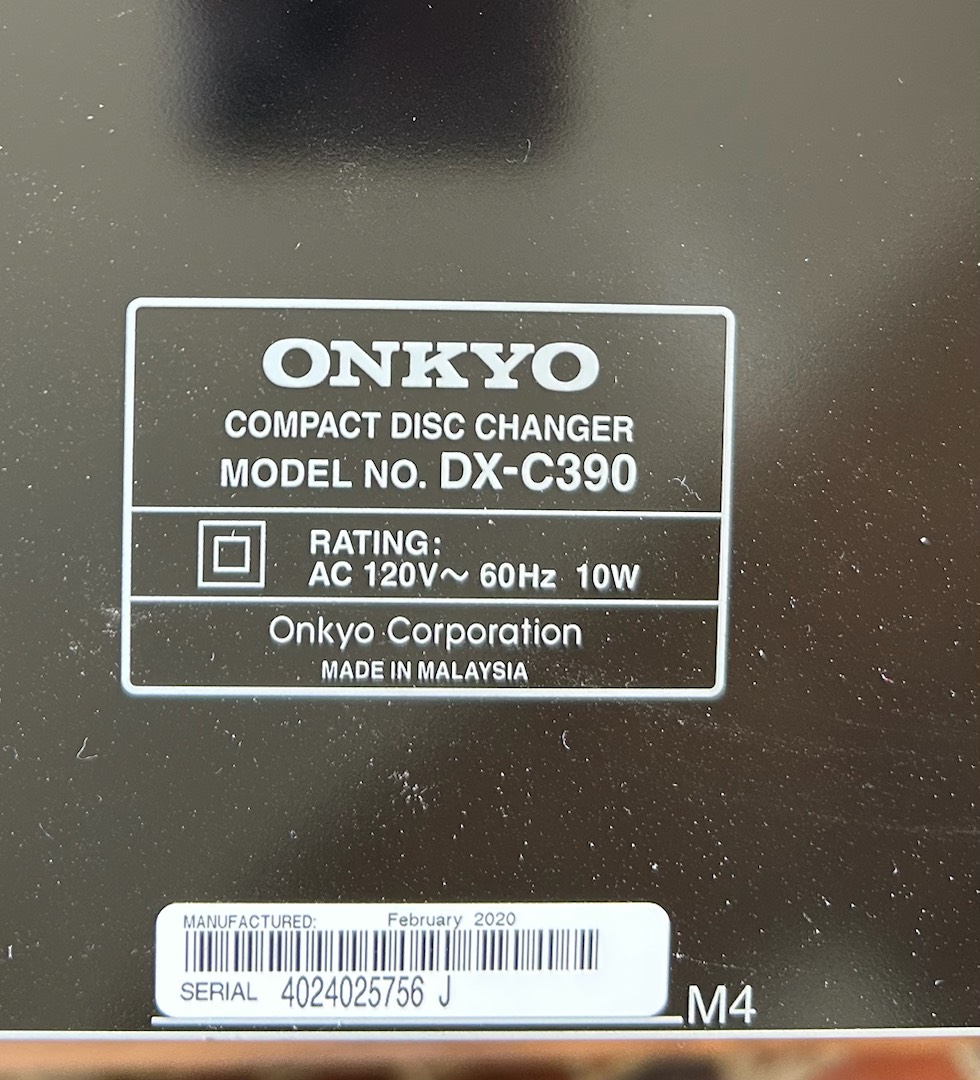 ONKYO
COMPACT DISC CHANGER
MODEL NO. DX-C390
RATING:
AC 120V~ 60Hz 10W
Onkyo Corporation
MADE IN MALAYSIA
MANUFACTURED: February 2020
SERIAL 4024025756 J
M4